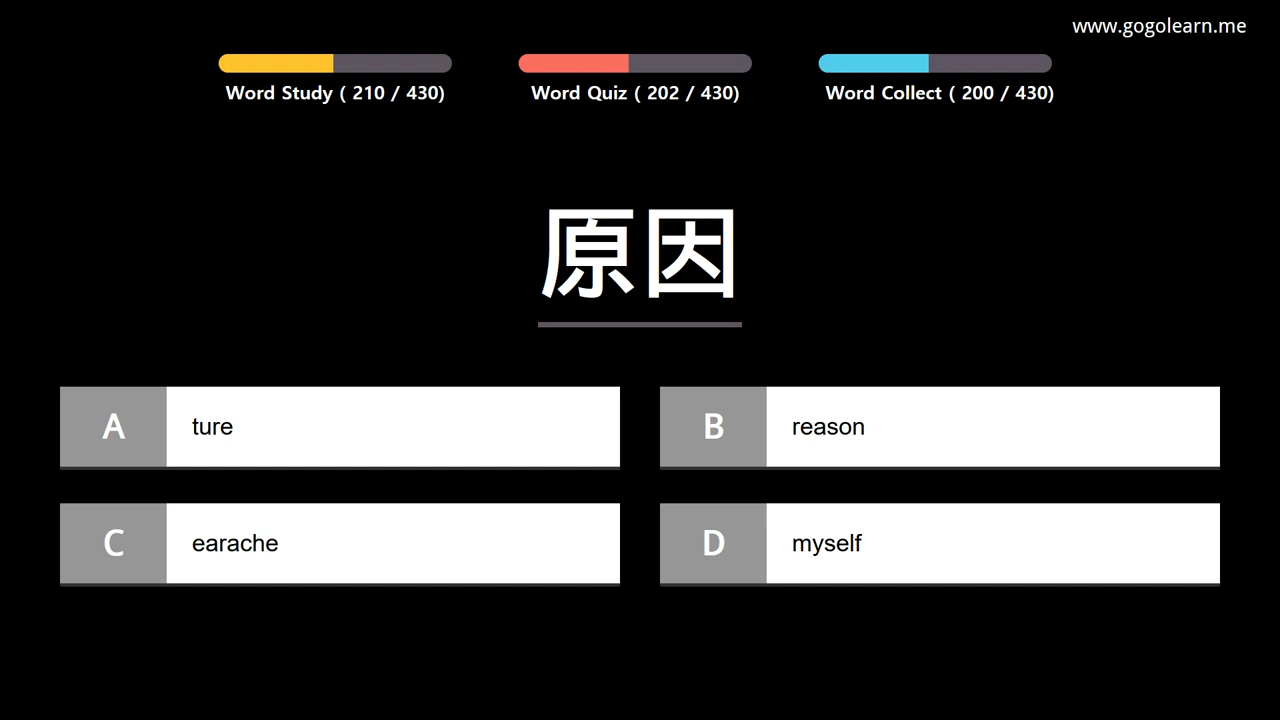 www.gogolearn.me
Word Study ( 210 / 430)
Word Quiz ( 202 / 430)
Word Collect ( 200 / 430)
原因
A ture
B reason
C earache
D myself